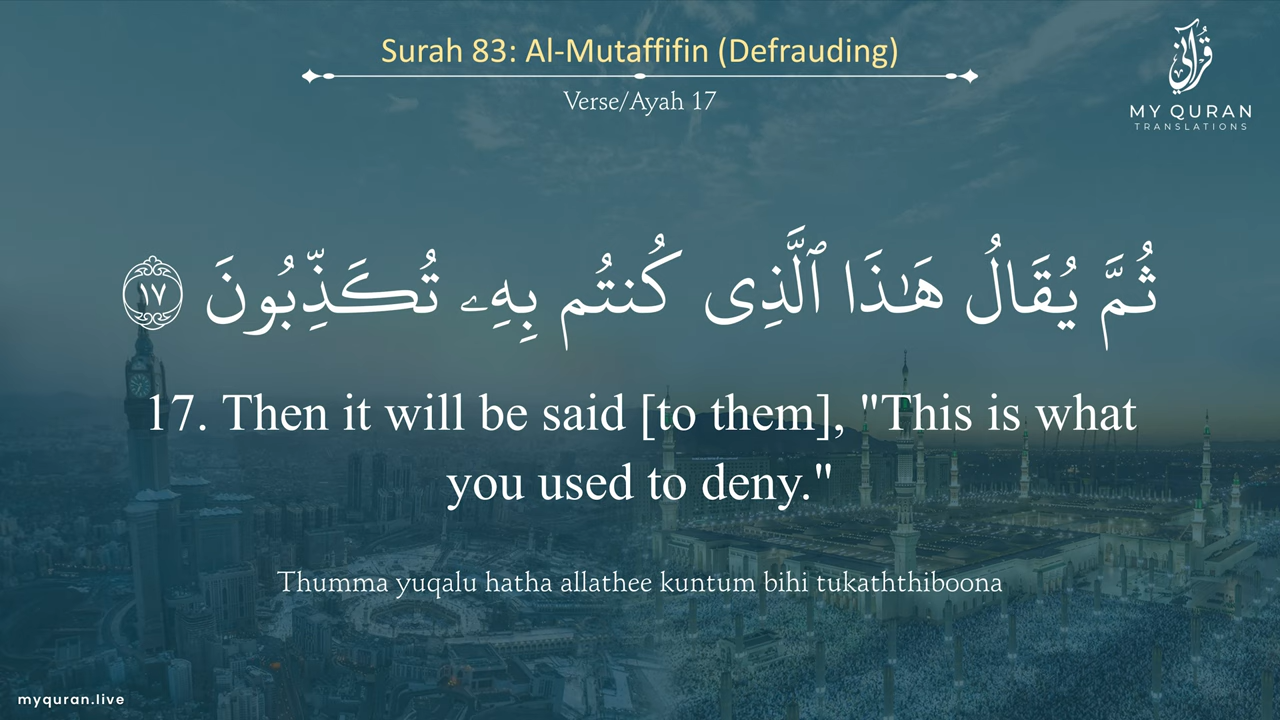 Surah 83: Al-Mutaffifin (Defrauding)
Verse/Ayah 17
قرآني
MY QURAN
TRANSLATIONS
ثُمَّ يُقَالُ هَـٰذَا ٱلَّذِى كُنتُم بِهِۦ تُكَذِّبُونَ ١٧
17. Then it will be said [to them], "This is what
you used to deny."
Thumma yuqalu hatha allathee kuntum bihi tukaththiboona
myquran.live